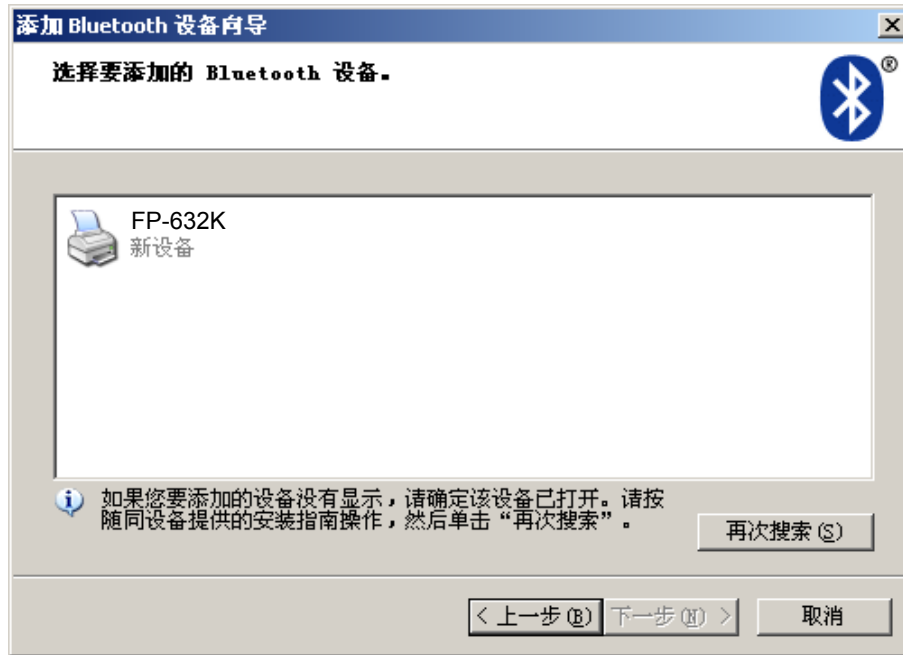 添加 Bluetooth 设备向导
选择要添加的 Bluetooth 设备。
®
FP-632K
新设备
如果您要添加的设备没有显示，请确定该设备已打开。请按
随同设备提供的安装指南操作，然后单击“再次搜索”。
再次搜索(S)
< 上一步(B) 下一步(N) > 取消